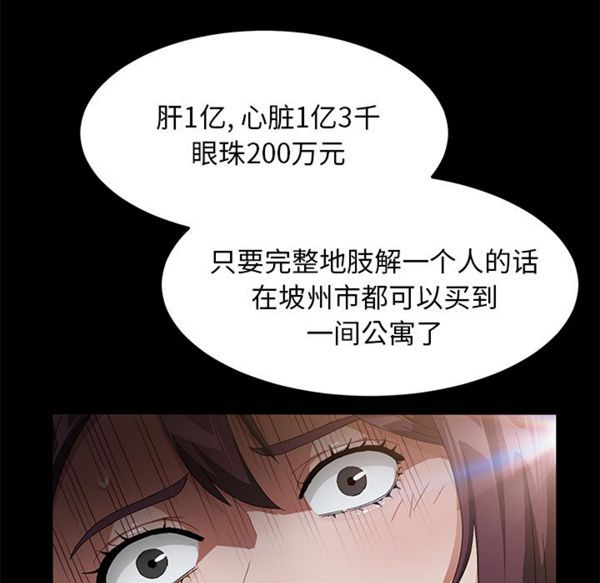 肝1亿, 心脏1亿3千
眼珠200万元
只要完整地肢解一个人的话
在坡州市都可以买到
一间公寓了